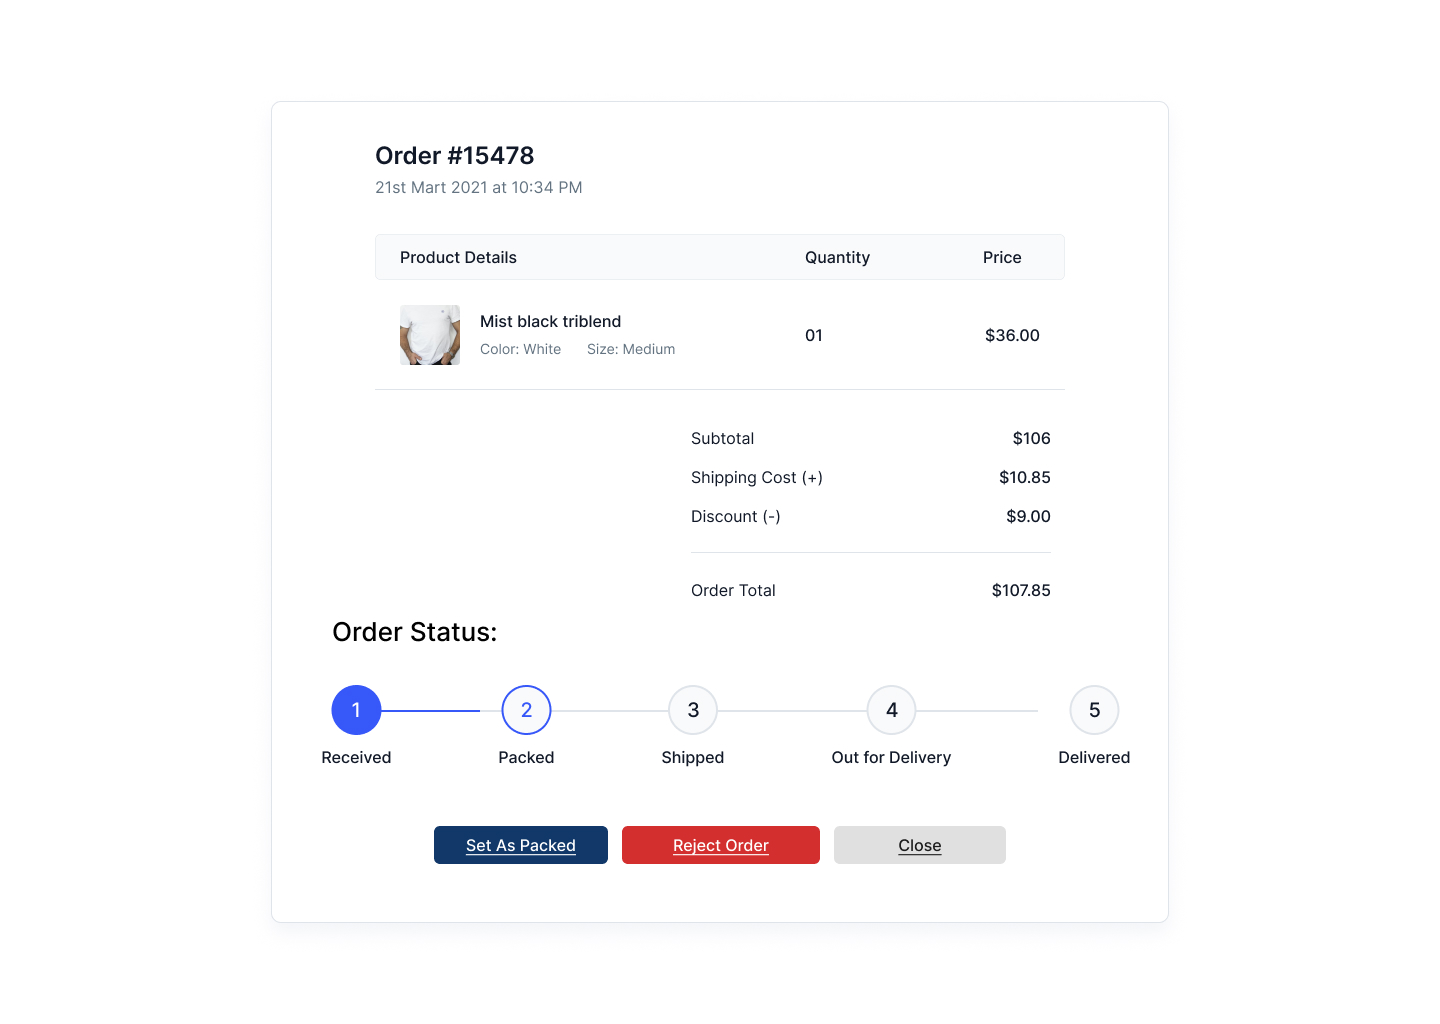 Order #15478
21st Mart 2021 at 10:34 PM
Product Details Quantity Price
Mist black triblend
Color: White Size: Medium
01 $36.00
Subtotal $106
Shipping Cost (+) $10.85
Discount (-) $9.00
Order Total $107.85
Order Status:
1 2 3 4 5
Received Packed Shipped Out for Delivery Delivered
Set As Packed Reject Order Close